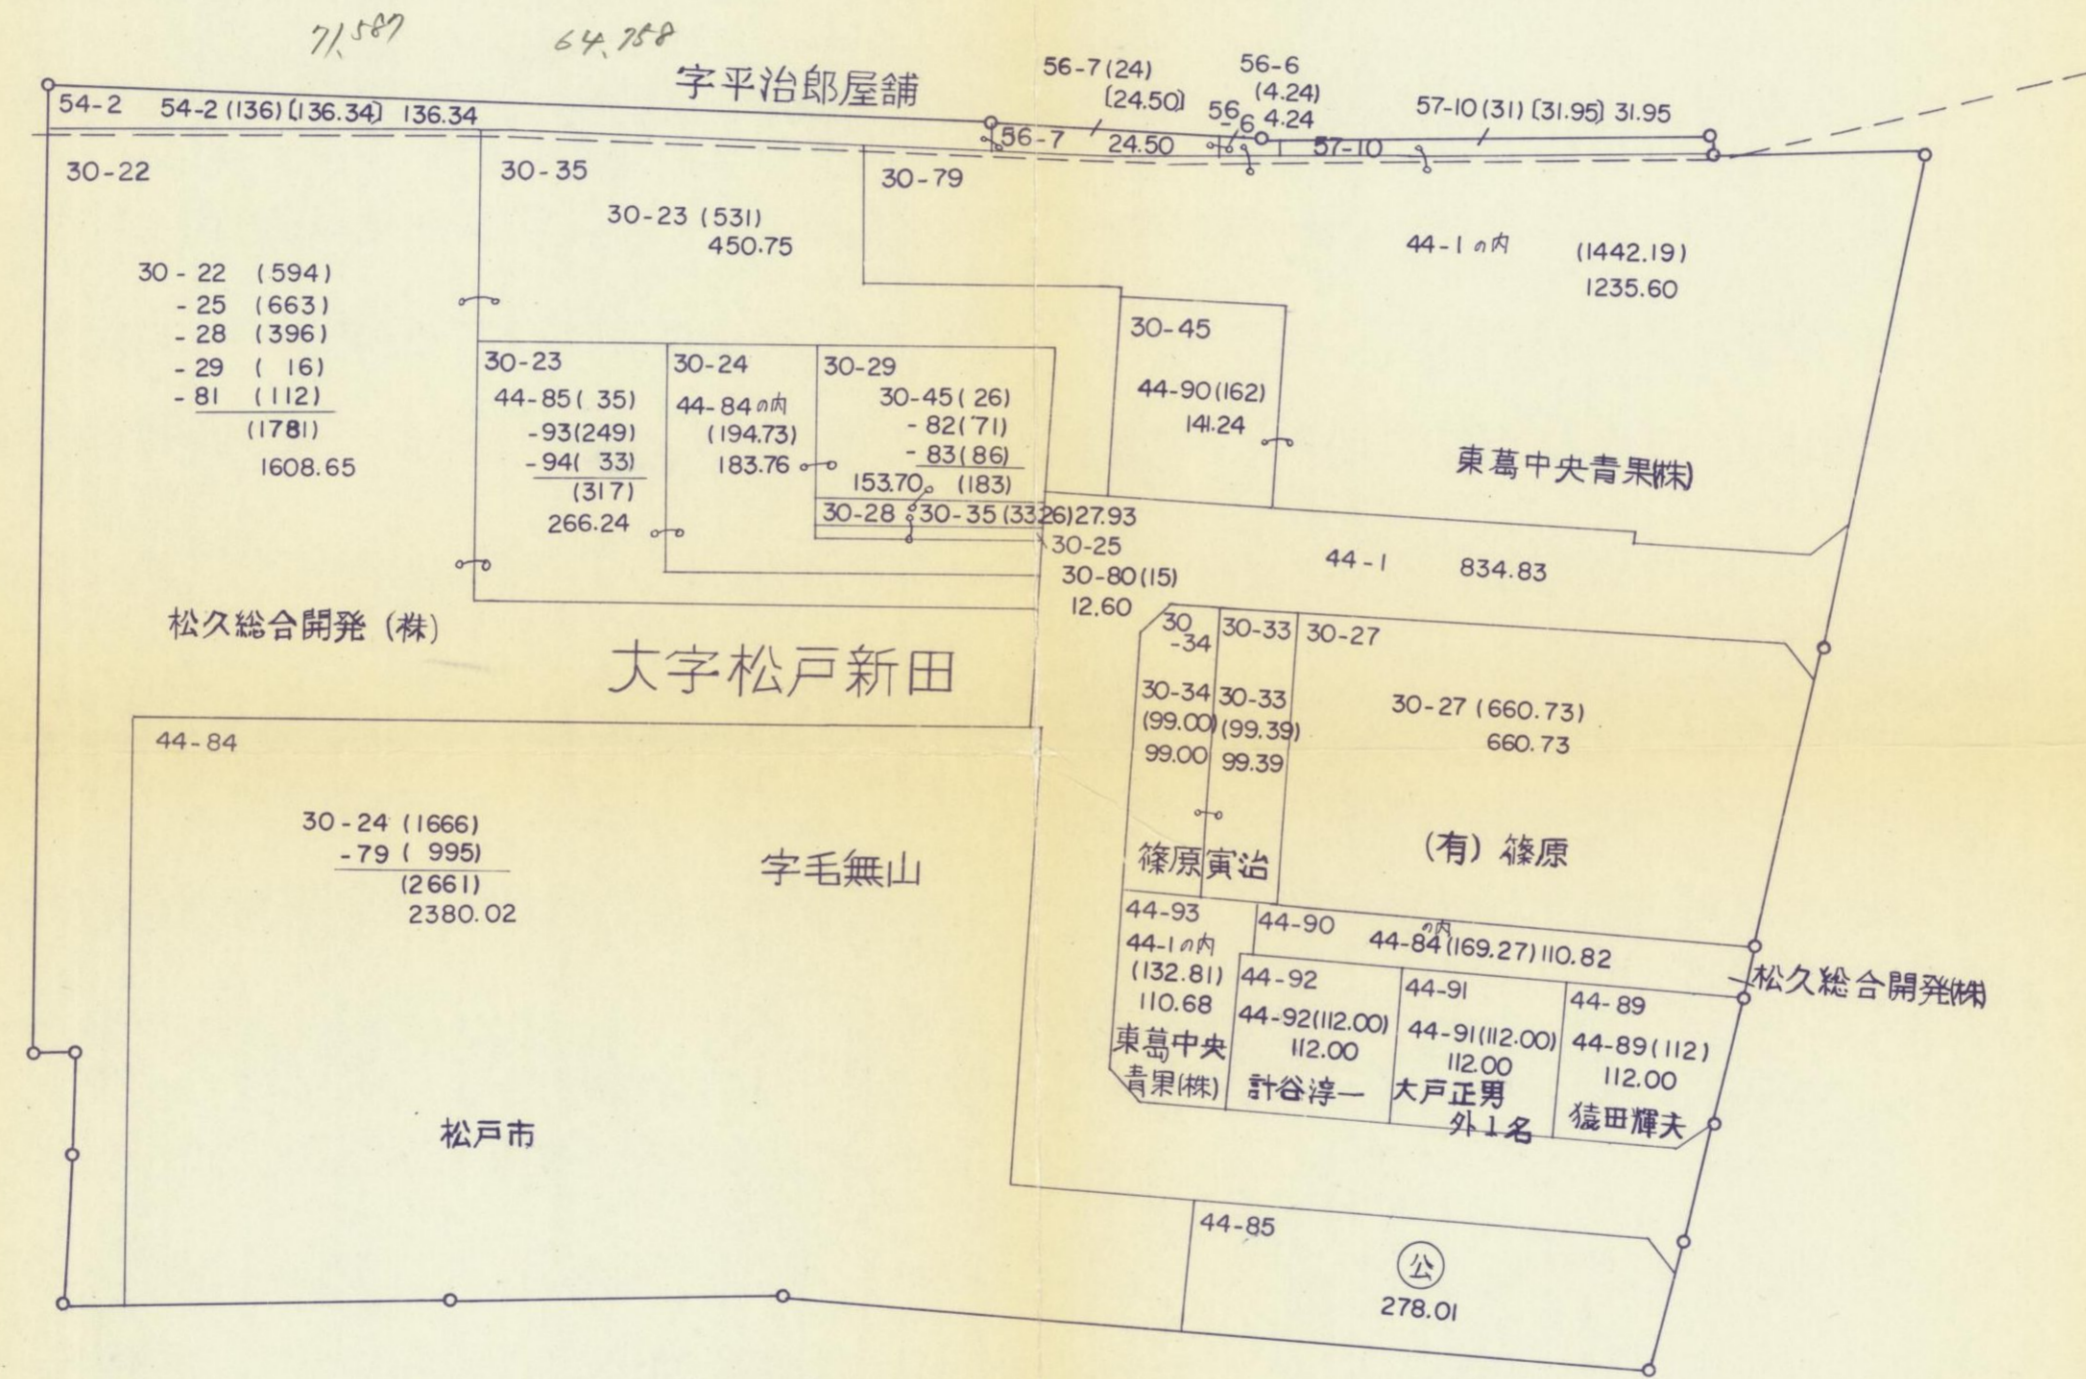 71,587
64,758
字平治郎屋舗
54-2
54-2 (136) [136.34] 136.34
56-7 (24)
[24.50]
56-7
24.50
56-6
(4.24)
4.24
56
-6
57-10 (31) [31.95] 31.95
57-10
30-22
30-22 (594)
-25 (663)
-28 (396)
-29 ( 16)
-81 (112)
(1781)
1608.65
松久総合開発 (株)
30-35
30-23 (531)
450.75
30-79
44-1の内 (1442.19)
1235.60
東葛中央青果(株)
30-45
44-90 (162)
141.24
30-23
44-85 ( 35)
-93 (249)
-94 ( 33)
(317)
266.24
30-24
44-84の内
(194.73)
183.76
30-29
30-45 ( 26)
- 82 ( 71)
- 83 ( 86)
153.70 (183)
30-28
30-35 (33.26) 27.93
30-25
30-80 (15)
12.60
44-1 834.83
大字松戸新田
30
-34
30-34
(99.00)
99.00
30-33
30-33
(99.39)
99.39
篠原寅治
30-27
30-27 (660.73)
660.73
(有) 篠原
44-84
30-24 (1666)
-79 ( 995)
(2661)
2380.02
字毛無山
松戸市
44-93
44-1の内
(132.81)
110.68
東葛中央
青果(株)
44-90
44-84の内 (169.27) 110.82
松久総合開発(株)
44-92
44-92 (112.00)
112.00
計谷淳一
44-91
44-91 (112.00)
112.00
大戸正男
外1名
44-89
44-89 (112)
112.00
猿田輝夫
44-85
公
278.01